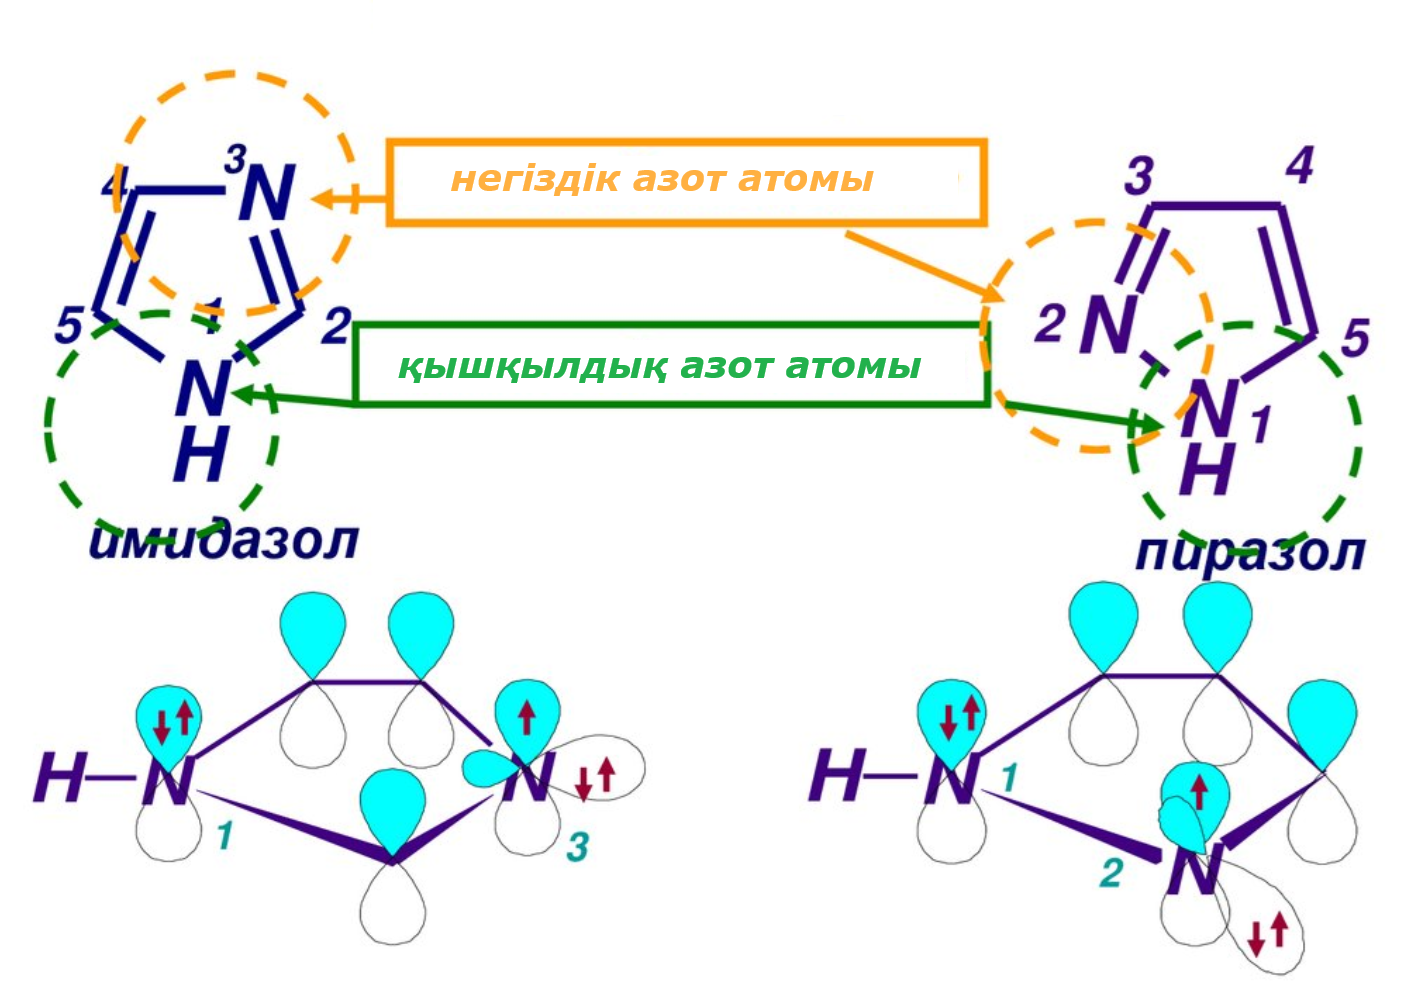 3
N
4
5
1
2
N
H
имидазол
негіздік азот атомы
қышқылдық азот атомы
3
4
2
N
5
N
1
H
пиразол
H
N
1
N
3
H
N
1
2
N